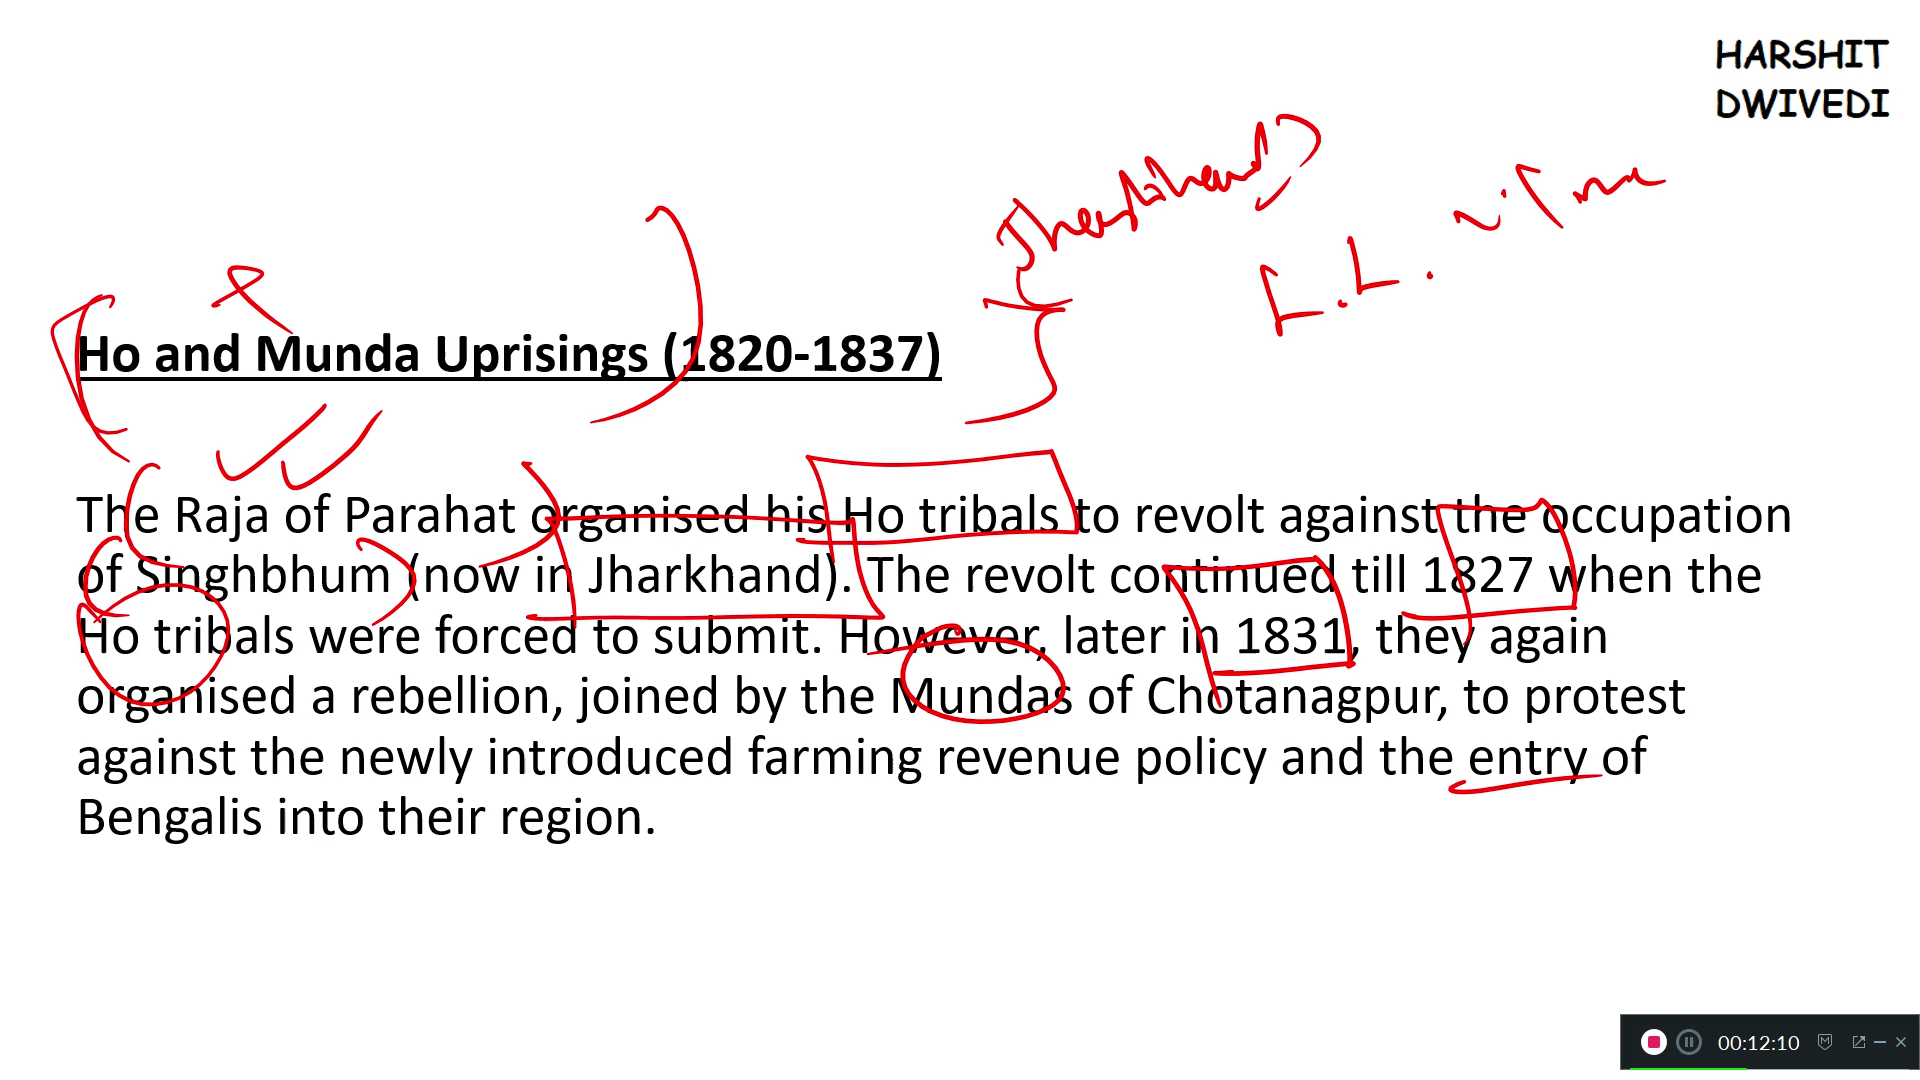 HARSHIT
DWIVEDI
Jharkhand
Ho and Munda Uprisings (1820-1837)
The Raja of Parahat organised his Ho tribals to revolt against the occupation
of Singhbhum (now in Jharkhand). The revolt continued till 1827 when the
Ho tribals were forced to submit. However, later in 1831, they again
organised a rebellion, joined by the Mundas of Chotanagpur, to protest
against the newly introduced farming revenue policy and the entry of
Bengalis into their region.
00:12:10